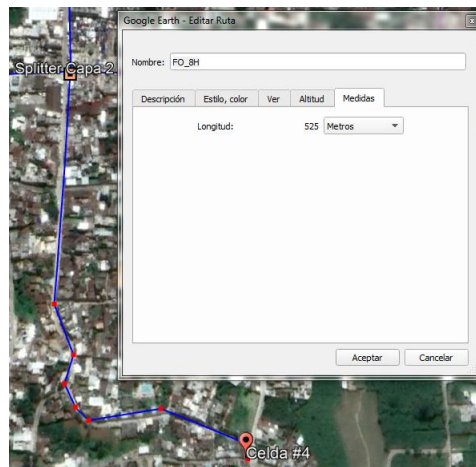 Google Earth - Editar Ruta
Nombre: FO_8H
Splitter Capa 2
Descripción Estilo, color Ver Altitud Medidas
Longitud: 525 Metros
Aceptar Cancelar
Celda #4